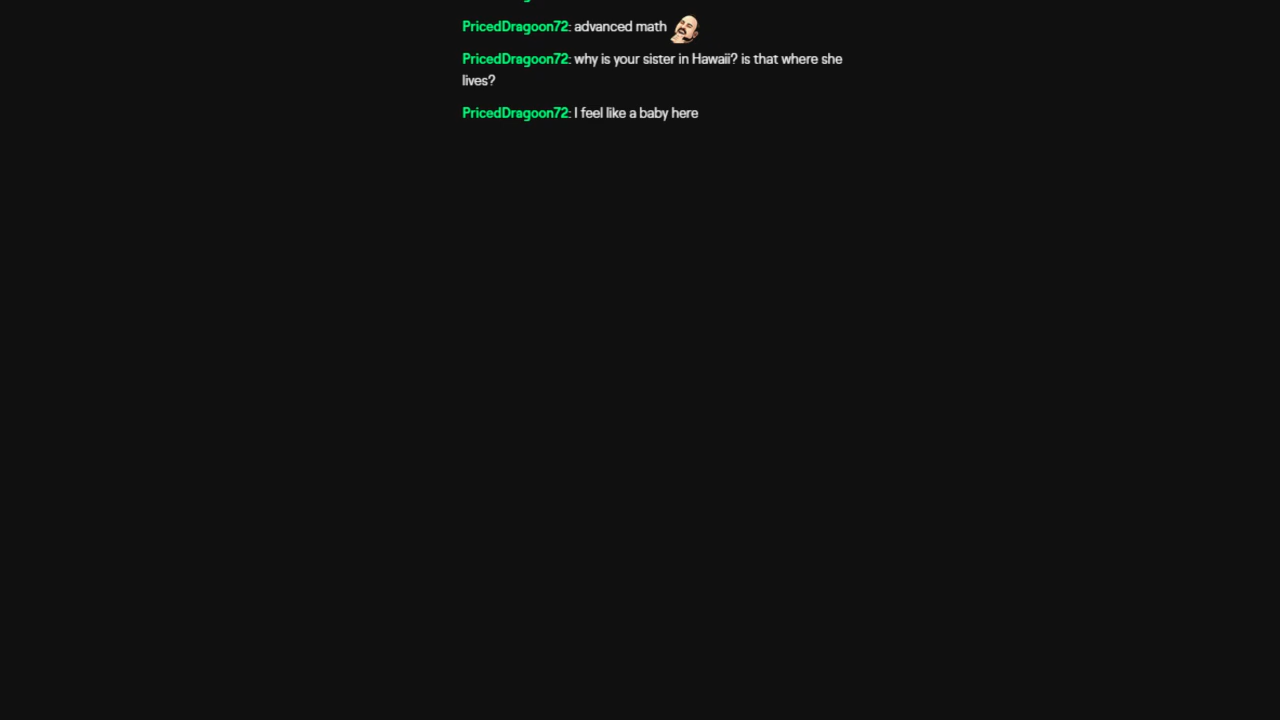 PricedDragoon72: advanced math
PricedDragoon72: why is your sister in Hawaii? is that where she
lives?
PricedDragoon72: I feel like a baby here